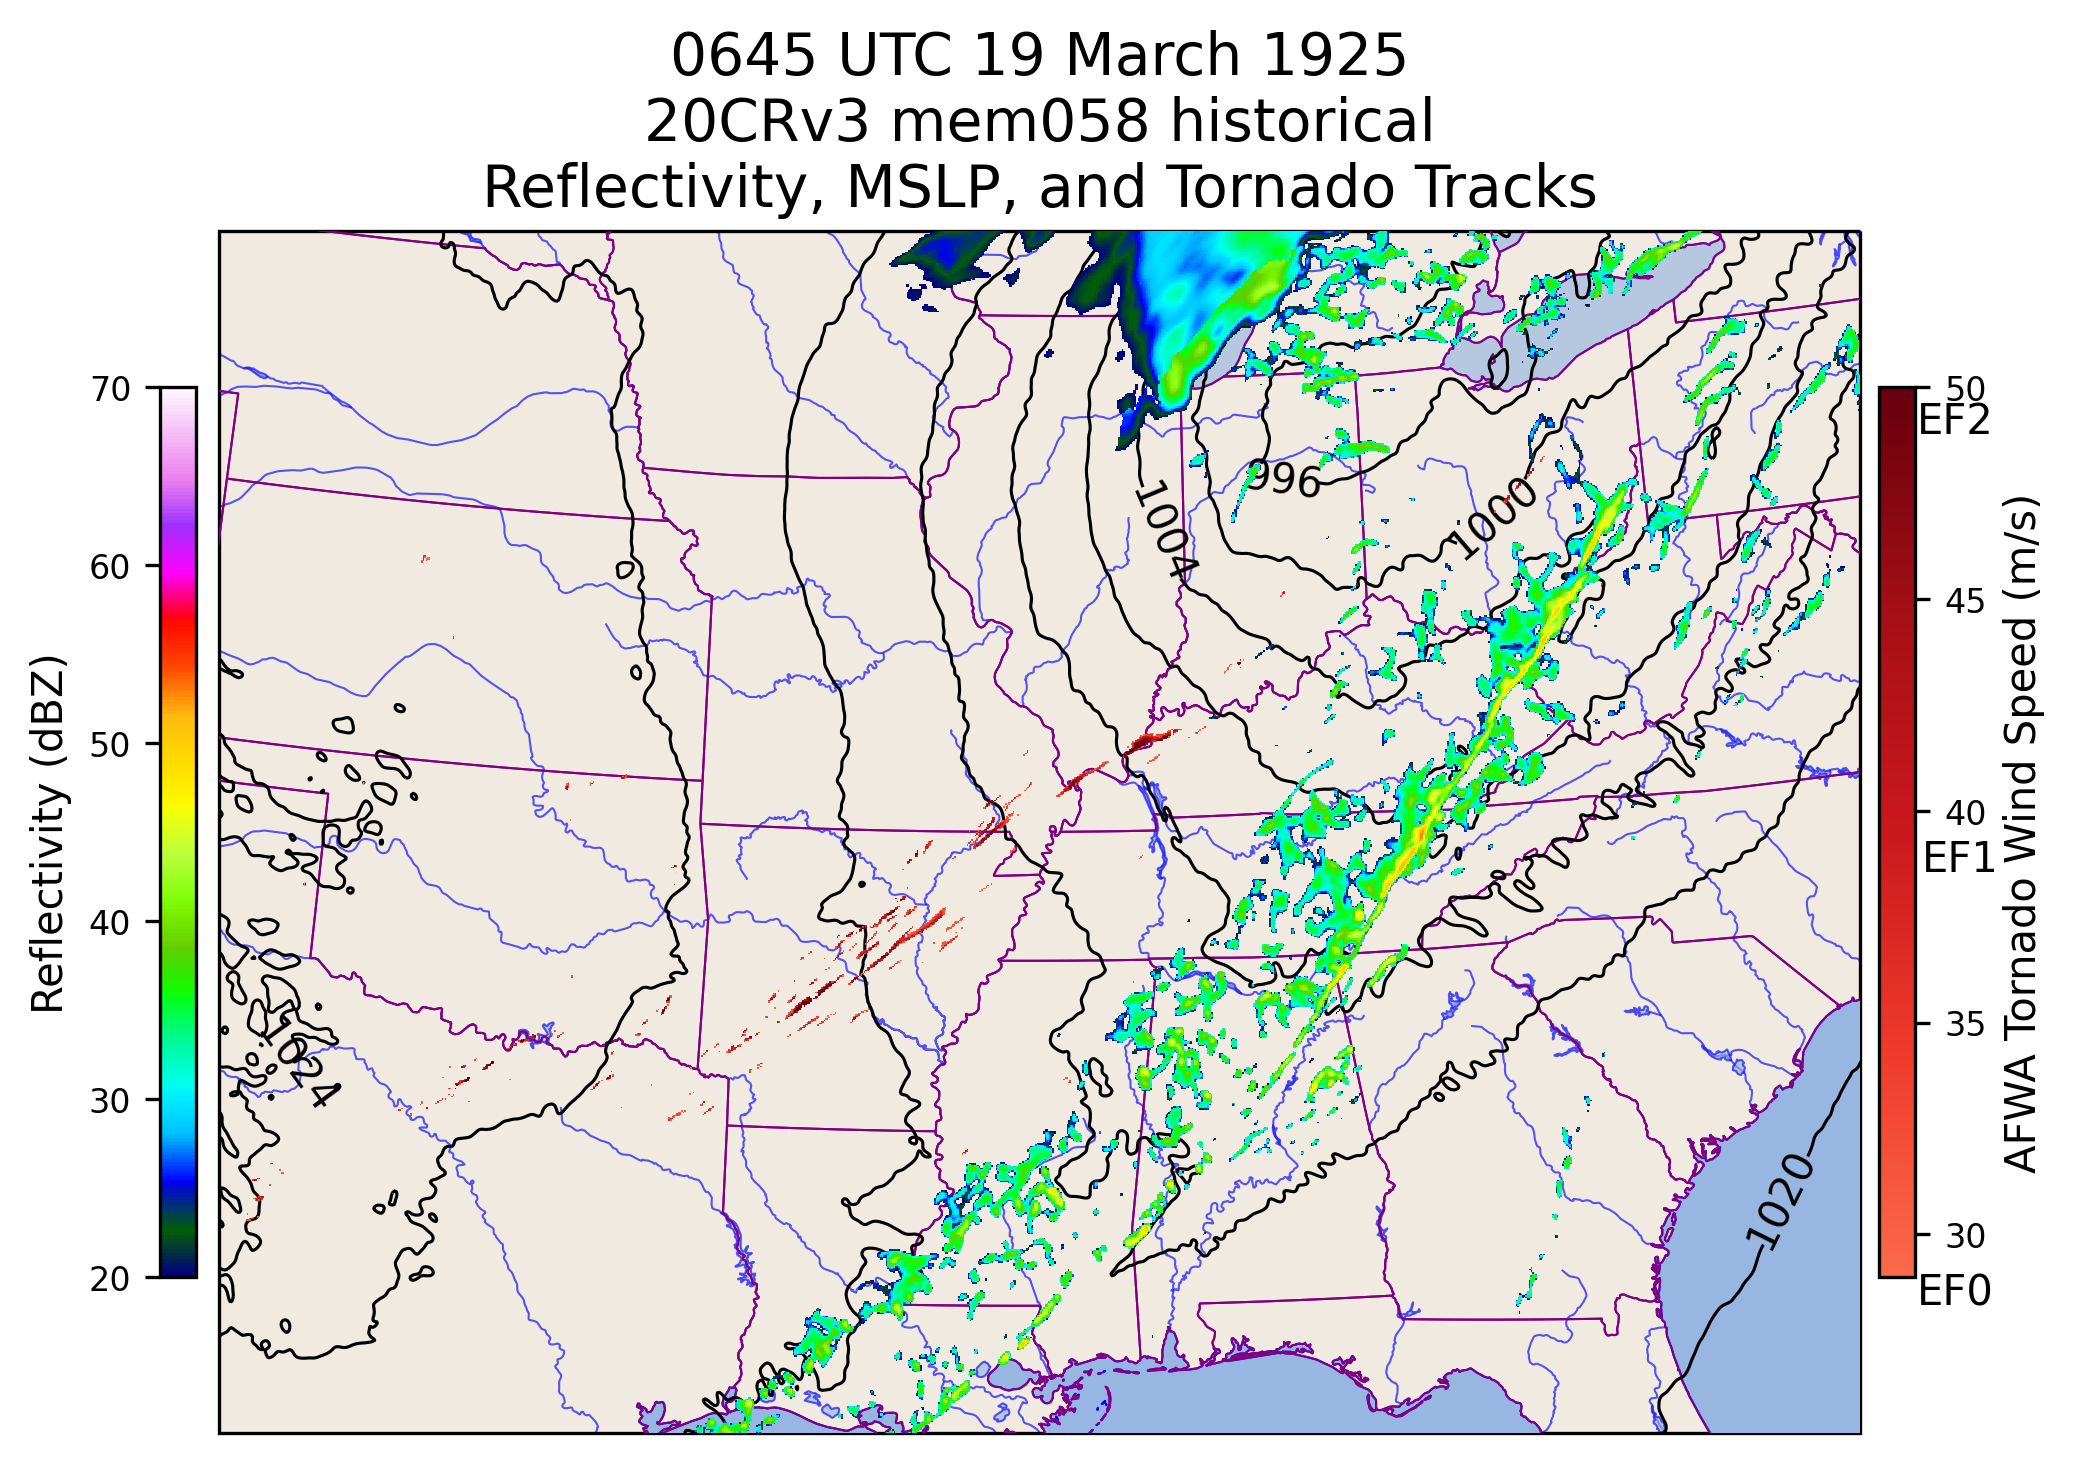 0645 UTC 19 March 1925
20CRv3 mem058 historical
Reflectivity, MSLP, and Tornado Tracks
Reflectivity (dBZ)
70
60
50
40
30
20
996
1000
1004
1024
1020
50
EF2
45
40
EF1
35
30
EF0
AFWA Tornado Wind Speed (m/s)